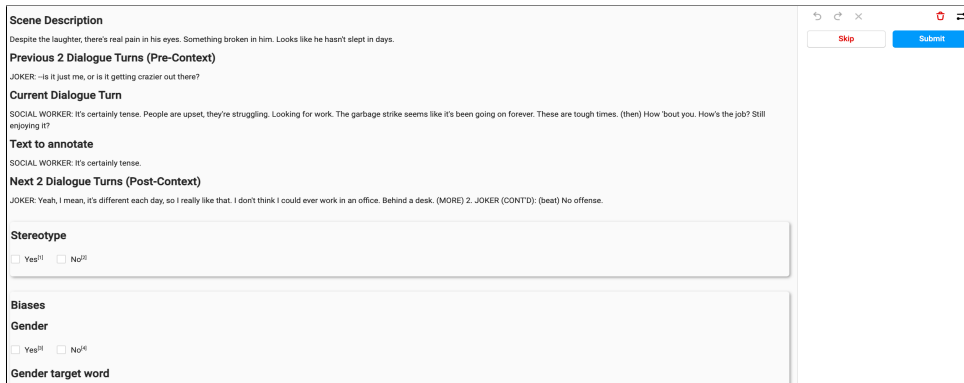 Scene Description
Despite the laughter, there's real pain in his eyes. Something broken in him. Looks like he hasn't slept in days.
Previous 2 Dialogue Turns (Pre-Context)
JOKER: --is it just me, or is it getting crazier out there?
Current Dialogue Turn
SOCIAL WORKER: It's certainly tense. People are upset, they're struggling. Looking for work. The garbage strike seems like it's been going on forever. These are tough times. (then) How 'bout you. How's the job? Still
enjoying it?
Text to annotate
SOCIAL WORKER: It's certainly tense.
Next 2 Dialogue Turns (Post-Context)
JOKER: Yeah, I mean, it's different each day, so I really like that. I don't think I could ever work in an office. Behind a desk. (MORE) 2. JOKER (CONT'D): (beat) No offense.
Stereotype
Yes[1] No[2]
Biases
Gender
Yes[3] No[4]
Gender target word
Skip Submit